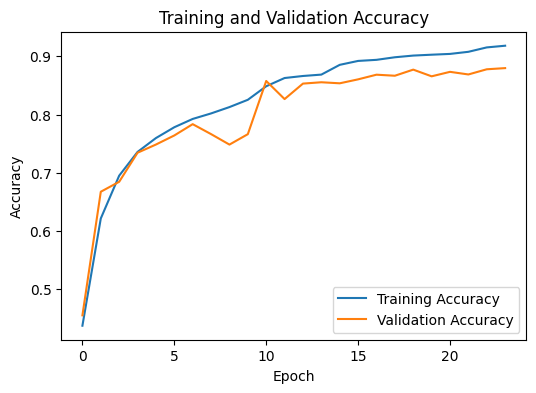 Training and Validation Accuracy
Accuracy
0.9
0.8
0.7
0.6
0.5
0
5
10
15
20
Epoch
Training Accuracy
Validation Accuracy